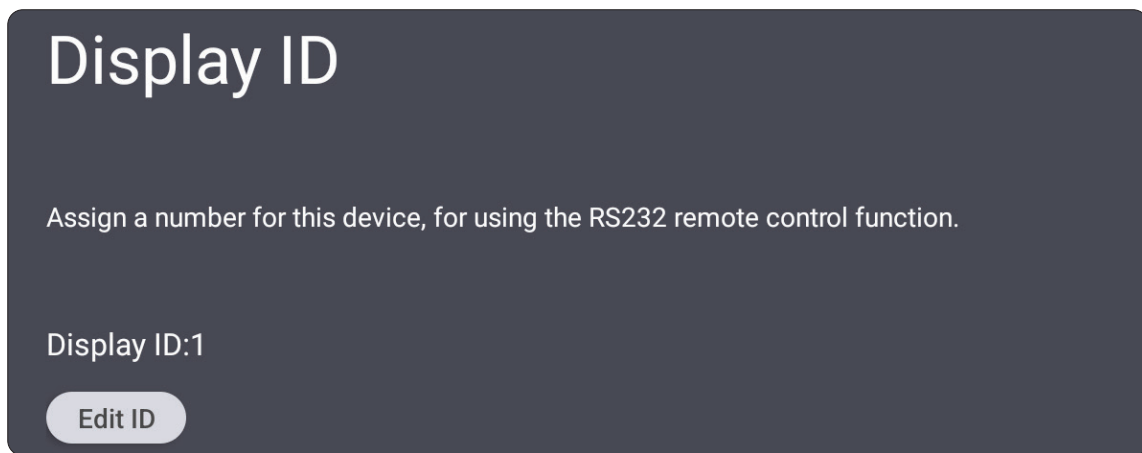 Display ID
Assign a number for this device, for using the RS232 remote control function.
Display ID:1
Edit ID